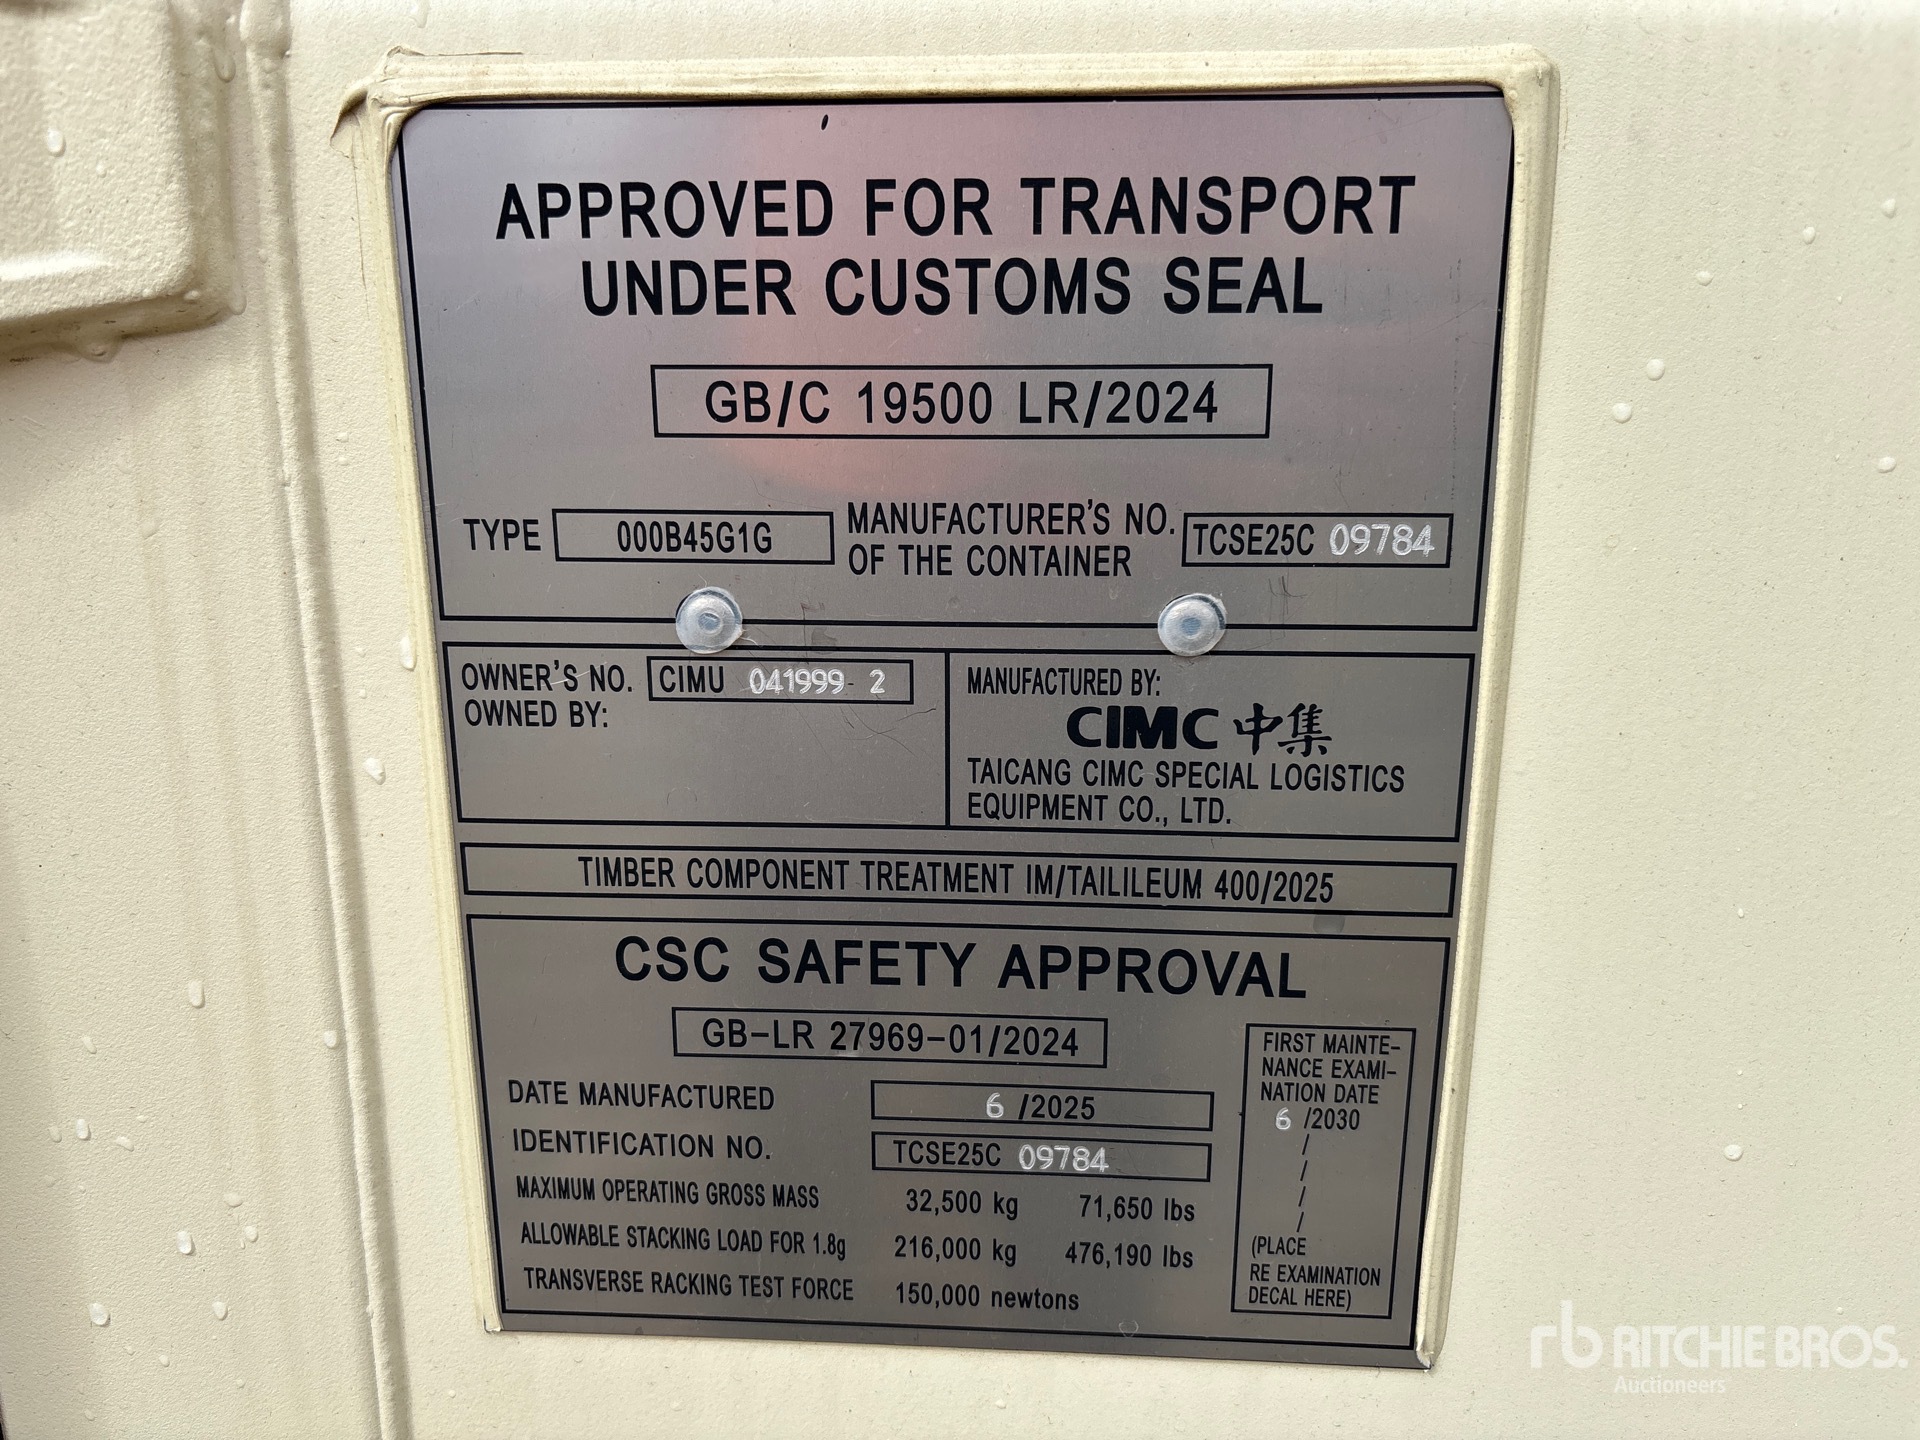 APPROVED FOR TRANSPORT
UNDER CUSTOMS SEAL
GB/C 19500 LR/2024
TYPE 000B45G1G
MANUFACTURER'S NO.
OF THE CONTAINER
TCSE25C 09784
OWNER'S NO. CIMU 041999-2
OWNED BY:
MANUFACTURED BY:
CIMC 中集
TAICANG CIMC SPECIAL LOGISTICS
EQUIPMENT CO., LTD.
TIMBER COMPONENT TREATMENT IM/TAILILEUM 400/2025
CSC SAFETY APPROVAL
GB-LR 27969-01/2024
DATE MANUFACTURED 6 /2025
IDENTIFICATION NO. TCSE25C 09784
MAXIMUM OPERATING GROSS MASS 32,500 kg 71,650 lbs
ALLOWABLE STACKING LOAD FOR 1.8g 216,000 kg 476,190 lbs
TRANSVERSE RACKING TEST FORCE 150,000 newtons
FIRST MAINTE-
NANCE EXAMI-
NATION DATE
6 /2030
/
/
/
/
(PLACE
RE EXAMINATION
DECAL HERE)
rb RITCHIE BROS.
Auctioneers